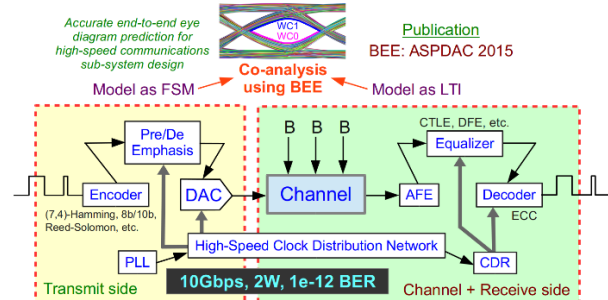 Accurate end-to-end eye
diagram prediction for
high-speed communications
sub-system design
WC1
WC0
Publication
BEE: ASPDAC 2015
Model as FSM
Co-analysis
using BEE
Model as LTI
Pre/De
Emphasis
B B B
CTLE, DFE, etc.
Equalizer
Encoder
DAC
Channel
AFE
Decoder
(7,4)-Hamming, 8b/10b,
Reed-Solomon, etc.
ECC
High-Speed Clock Distribution Network
PLL
CDR
10Gbps, 2W, 1e-12 BER
Transmit side
Channel + Receive side